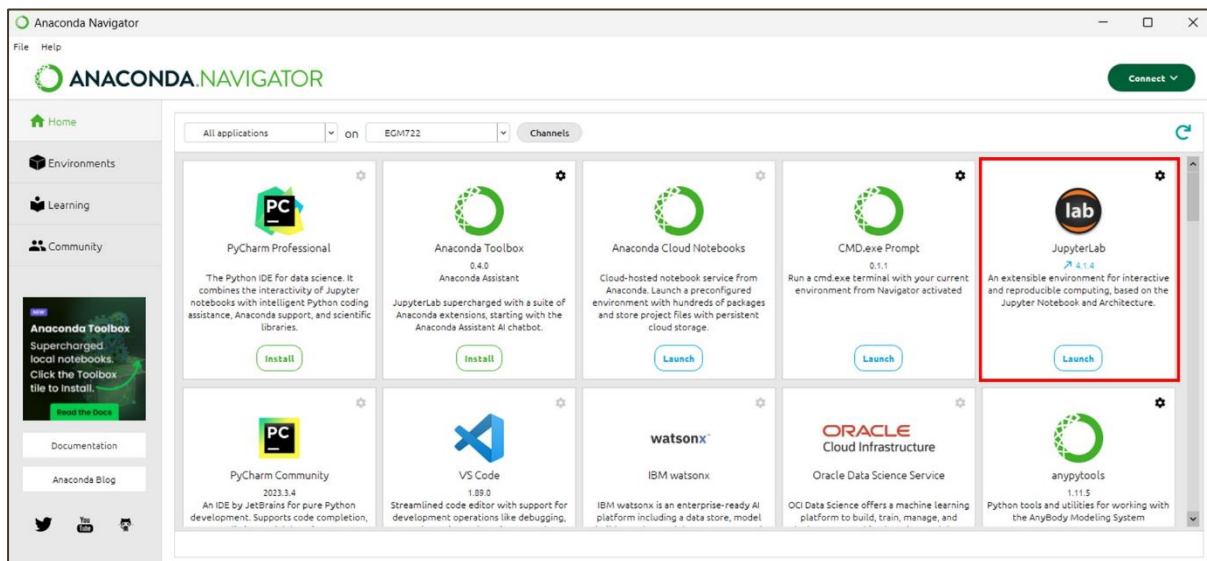 Anaconda Navigator
File Help
ANACONDA.NAVIGATOR
Connect
Home
Environments
Learning
Community
All applications
on
EGM722
Channels
PC
PyCharm Professional
The Python IDE for data science. It
combines the interactivity of Jupyter
notebooks with intelligent Python coding
assistance, Anaconda support, and scientific
libraries.
Install
Anaconda Toolbox
0.4.0
Anaconda Assistant
JupyterLab supercharged with a suite of
Anaconda extensions, starting with the
Anaconda Assistant AI chatbot.
Install
Anaconda Cloud Notebooks
Cloud-hosted notebook service from
Anaconda. Launch a preconfigured
environment with hundreds of packages
and store project files with persistent
cloud storage.
Launch
CMD.exe Prompt
0.1.1
Run a cmd.exe terminal with your current
environment from Navigator activated
Launch
lab
JupyterLab
4.1.4
An extensible environment for interactive
and reproducible computing, based on the
Jupyter Notebook and Architecture.
Launch
PC
PyCharm Community
2023.3.4
An IDE by JetBrains for pure Python
development. Supports code completion,
VS Code
1.89.0
Streamlined code editor with support for
development operations like debugging,
watsonx
IBM watsonx
IBM watsonx is an enterprise-ready AI
platform including a data store, model
ORACLE
Cloud Infrastructure
Oracle Data Science Service
OCI Data Science offers a machine learning
platform to build, train, manage, and
anypytools
1.11.5
Python tools and utilities for working with
the AnyBody Modeling System
NEW
Anaconda Toolbox
Supercharged
local notebooks.
Click the Toolbox
tile to install.
Read the Docs
Documentation
Anaconda Blog
You
Tube